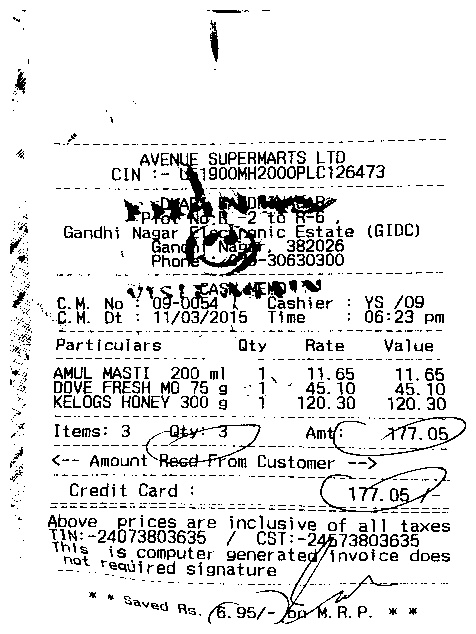 AVENUE SUPERMARTS LTD
CIN :- U51900MH2000PLC126473
Plot No.R -2 to R-6 ,
Gandhi Nagar Electronic Estate (GIDC)
Gandhi Nagar, 382026
Phone -30630300
CASH MEMO
C.M. No : 09-0054 Cashier : YS /09
C.M. Dt : 11/03/2015 Time : 06:23 pm
Particulars Qty Rate Value
AMUL MASTI 200 ml 1 11.65 11.65
DOVE FRESH MO 75 g 1 45.10 45.10
KELOGS HONEY 300 g 1 120.30 120.30
Items: 3 Qty: 3 Amt: 177.05
<-- Amount Recd From Customer -->
Credit Card : 177.05 /-
Above prices are inclusive of all taxes
TIN:-24073803635 / CST:-24573803635
This is computer generated invoice does
not required signature
* * Saved Rs. 6.95/- on M.R.P. * *